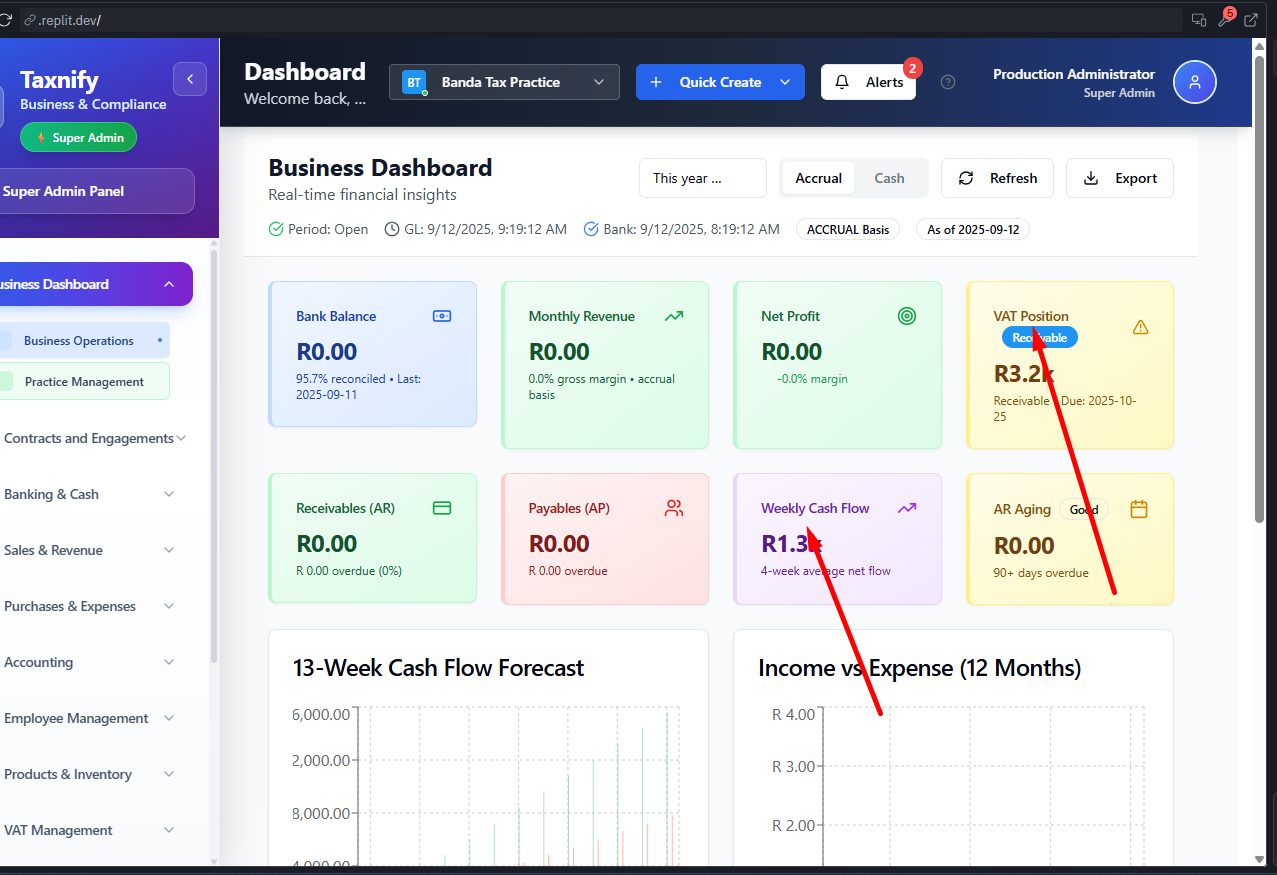 .replit.dev/
5
Taxnify
Business & Compliance
Super Admin
Super Admin Panel
Dashboard
Welcome back, ...
BT Banda Tax Practice
+ Quick Create
Alerts 2
Production Administrator
Super Admin
usiness Dashboard
Business Operations
Practice Management
Contracts and Engagements
Banking & Cash
Sales & Revenue
Purchases & Expenses
Accounting
Employee Management
Products & Inventory
VAT Management
Business Dashboard
Real-time financial insights
This year ...
Accrual Cash
Refresh
Export
Period: Open GL: 9/12/2025, 9:19:12 AM Bank: 9/12/2025, 8:19:12 AM ACCRUAL Basis As of 2025-09-12
Bank Balance
R0.00
95.7% reconciled • Last:
2025-09-11
Monthly Revenue
R0.00
0.0% gross margin • accrual
basis
Net Profit
R0.00
-0.0% margin
VAT Position
Receivable
R3.2k
Receivable • Due: 2025-10-
25
Receivables (AR)
R0.00
R 0.00 overdue (0%)
Payables (AP)
R0.00
R 0.00 overdue
Weekly Cash Flow
R1.3k
4-week average net flow
AR Aging Good
R0.00
90+ days overdue
13-Week Cash Flow Forecast
6,000.00
2,000.00
8,000.00
4,000.00
Income vs Expense (12 Months)
R 4.00
R 3.00
R 2.00